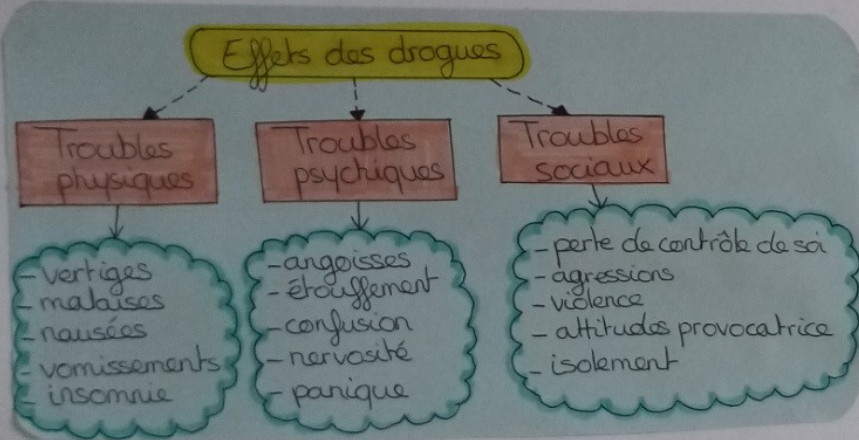 Effets des drogues
Troubles
physiques
Troubles
psychiques
Troubles
sociaux
- vertiges
- malaises
- nausées
- vomissements
- insomnie
- angoisses
- étouffement
- confusion
- nervosité
- panique
- perte de contrôle de soi
- agressions
- violence
- attitudes provocatrice
- isolement